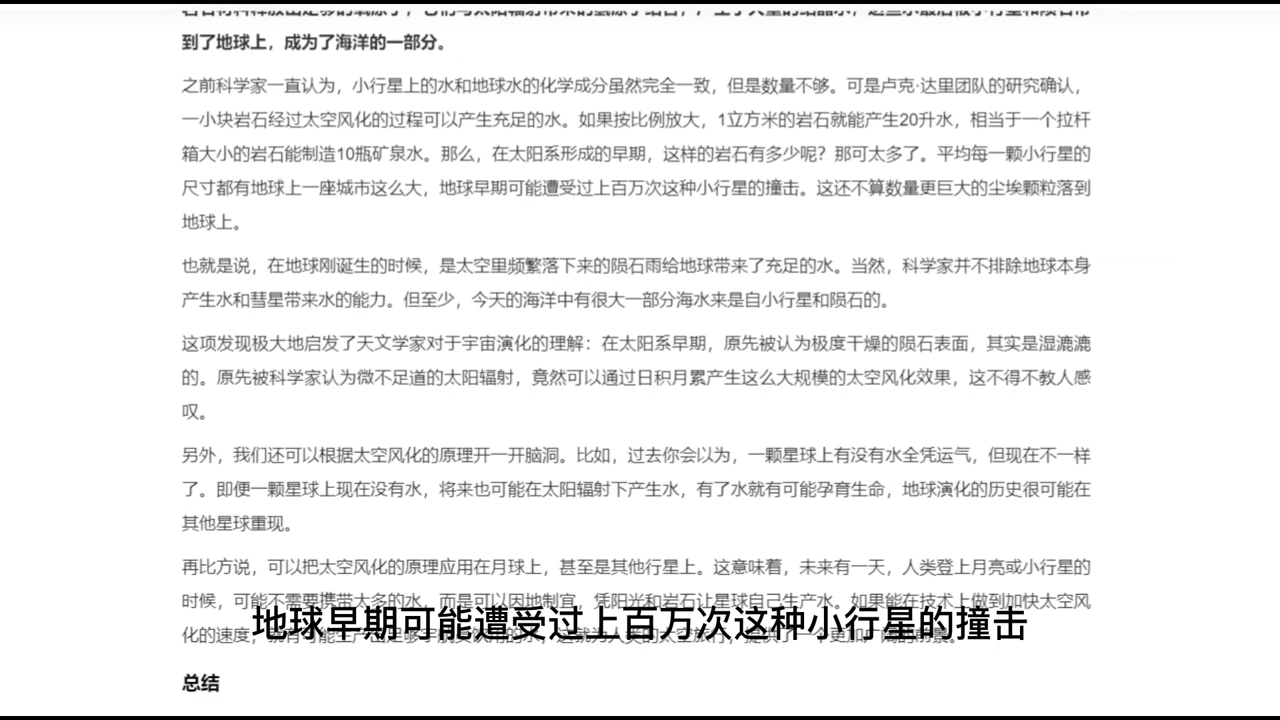 到了地球上，成为了海洋的一部分。
之前科学家一直认为，小行星上的水和地球水的化学成分虽然完全一致，但是数量不够。可是卢克·达里团队的研究确认，
一小块岩石经过太空风化的过程可以产生充足的水。如果按比例放大，1立方米的岩石就能产生20升水，相当于一个拉杆
箱大小的岩石能制造10瓶矿泉水。那么，在太阳系形成的早期，这样的岩石有多少呢？那可太多了。平均每一颗小行星的
尺寸都有地球上一座城市这么大，地球早期可能遭受过上百万次这种小行星的撞击。这还不算数量更巨大的尘埃颗粒落到
地球上。
也就是说，在地球刚诞生的时候，是太空里频繁落下来的陨石雨给地球带来了充足的水。当然，科学家并不排除地球本身
产生水和彗星带来水的能力。但至少，今天的海洋中有很大一部分海水来是自小行星和陨石的。
这项发现极大地启发了天文学家对于宇宙演化的理解：在太阳系早期，原先被认为极度干燥的陨石表面，其实是湿漉漉
的。原先被科学家认为微不足道的太阳辐射，竟然可以通过日积月累产生这么大规模的太空风化效果，这不得不教人感
叹。
另外，我们还可以根据太空风化的原理开一开脑洞。比如，过去你会以为，一颗星球上有没有水全凭运气，但现在不一样
了。即便一颗星球上现在没有水，将来也可能在太阳辐射下产生水，有了水就有可能孕育生命，地球演化的历史很可能在
其他星球重现。
再比方说，可以把太空风化的原理应用在月球上，甚至是其他行星上。这意味着，未来有一天，人类登上月亮或小行星的
时候，可能不需要携带太多的水，而是可以因地制宜，凭阳光和岩石让星球自己生产水。如果能在技术上做到加快太空风
化的速度，
地球早期可能遭受过上百万次这种小行星的撞击
总结